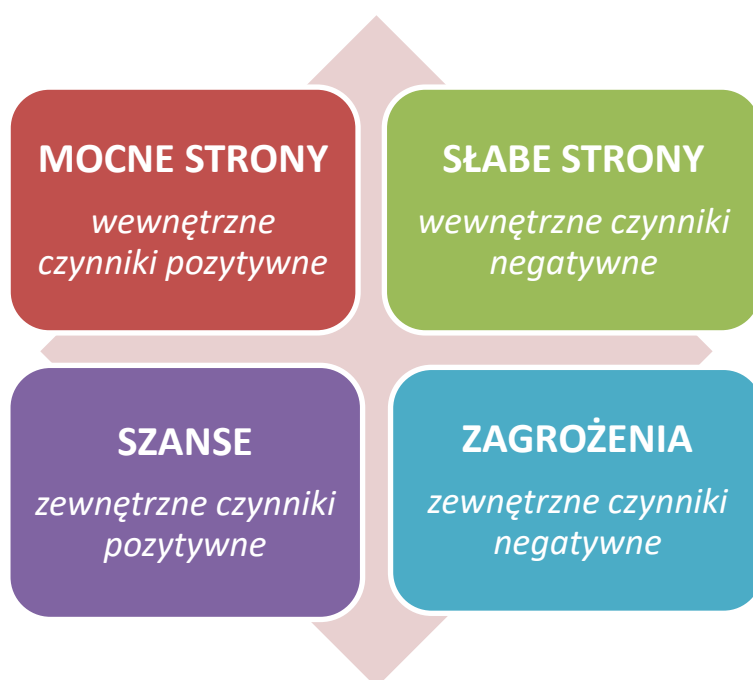 MOCNE STRONY
wewnętrzne
czynniki pozytywne
SŁABE STRONY
wewnętrzne czynniki
negatywne
SZANSE
zewnętrzne czynniki
pozytywne
ZAGROŻENIA
zewnętrzne czynniki
negatywne